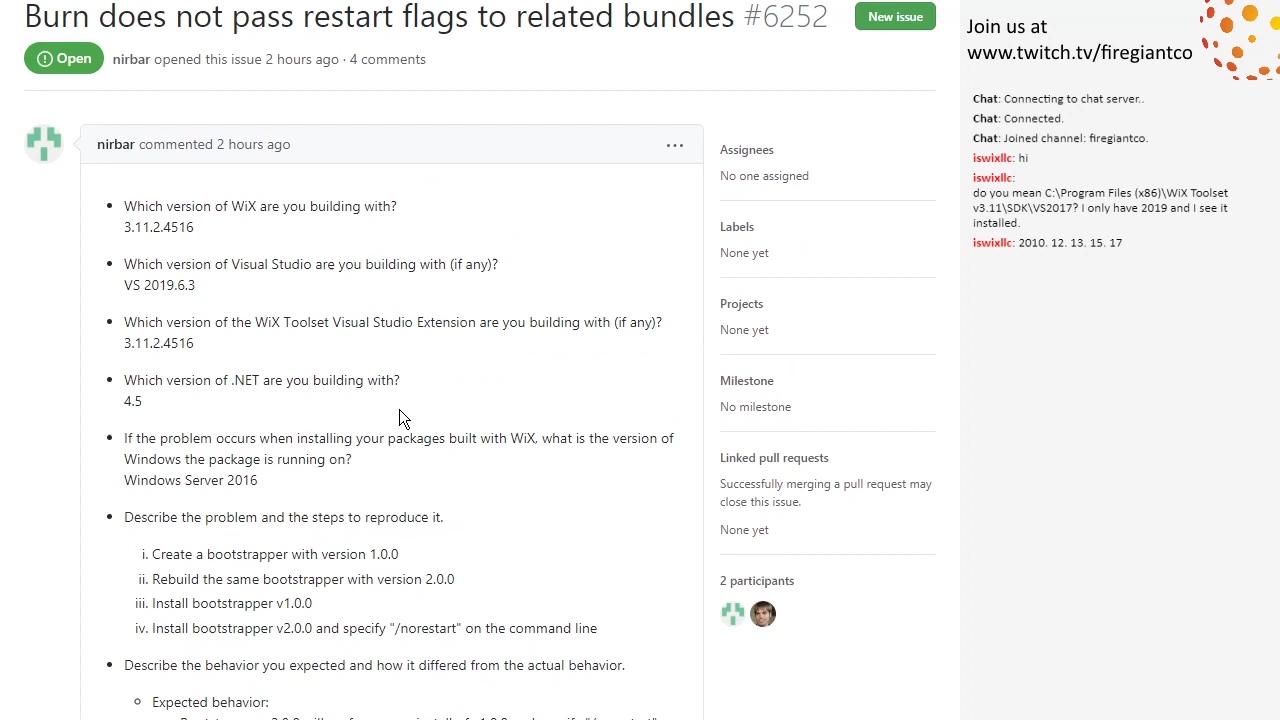 Burn does not pass restart flags to related bundles #6252
New issue
Open
nirbar opened this issue 2 hours ago · 4 comments
nirbar commented 2 hours ago
...
• Which version of WiX are you building with?
3.11.2.4516
• Which version of Visual Studio are you building with (if any)?
VS 2019.6.3
• Which version of the WiX Toolset Visual Studio Extension are you building with (if any)?
3.11.2.4516
• Which version of .NET are you building with?
4.5
• If the problem occurs when installing your packages built with WiX, what is the version of
Windows the package is running on?
Windows Server 2016
• Describe the problem and the steps to reproduce it.
i. Create a bootstrapper with version 1.0.0
ii. Rebuild the same bootstrapper with version 2.0.0
iii. Install bootstrapper v1.0.0
iv. Install bootstrapper v2.0.0 and specify "/norestart" on the command line
• Describe the behavior you expected and how it differed from the actual behavior.
Expected behavior:
Assignees
No one assigned
Labels
None yet
Projects
None yet
Milestone
No milestone
Linked pull requests
Successfully merging a pull request may
close this issue.
None yet
2 participants
Join us at
www.twitch.tv/firegiantco
Chat: Connecting to chat server..
Chat: Connected.
Chat: Joined channel: firegiantco.
iswixllc: hi
iswixllc:
do you mean C:\Program Files (x86)\WiX Toolset
v3.11\SDK\VS2017? I only have 2019 and I see it
installed.
iswixllc: 2010. 12. 13. 15. 17